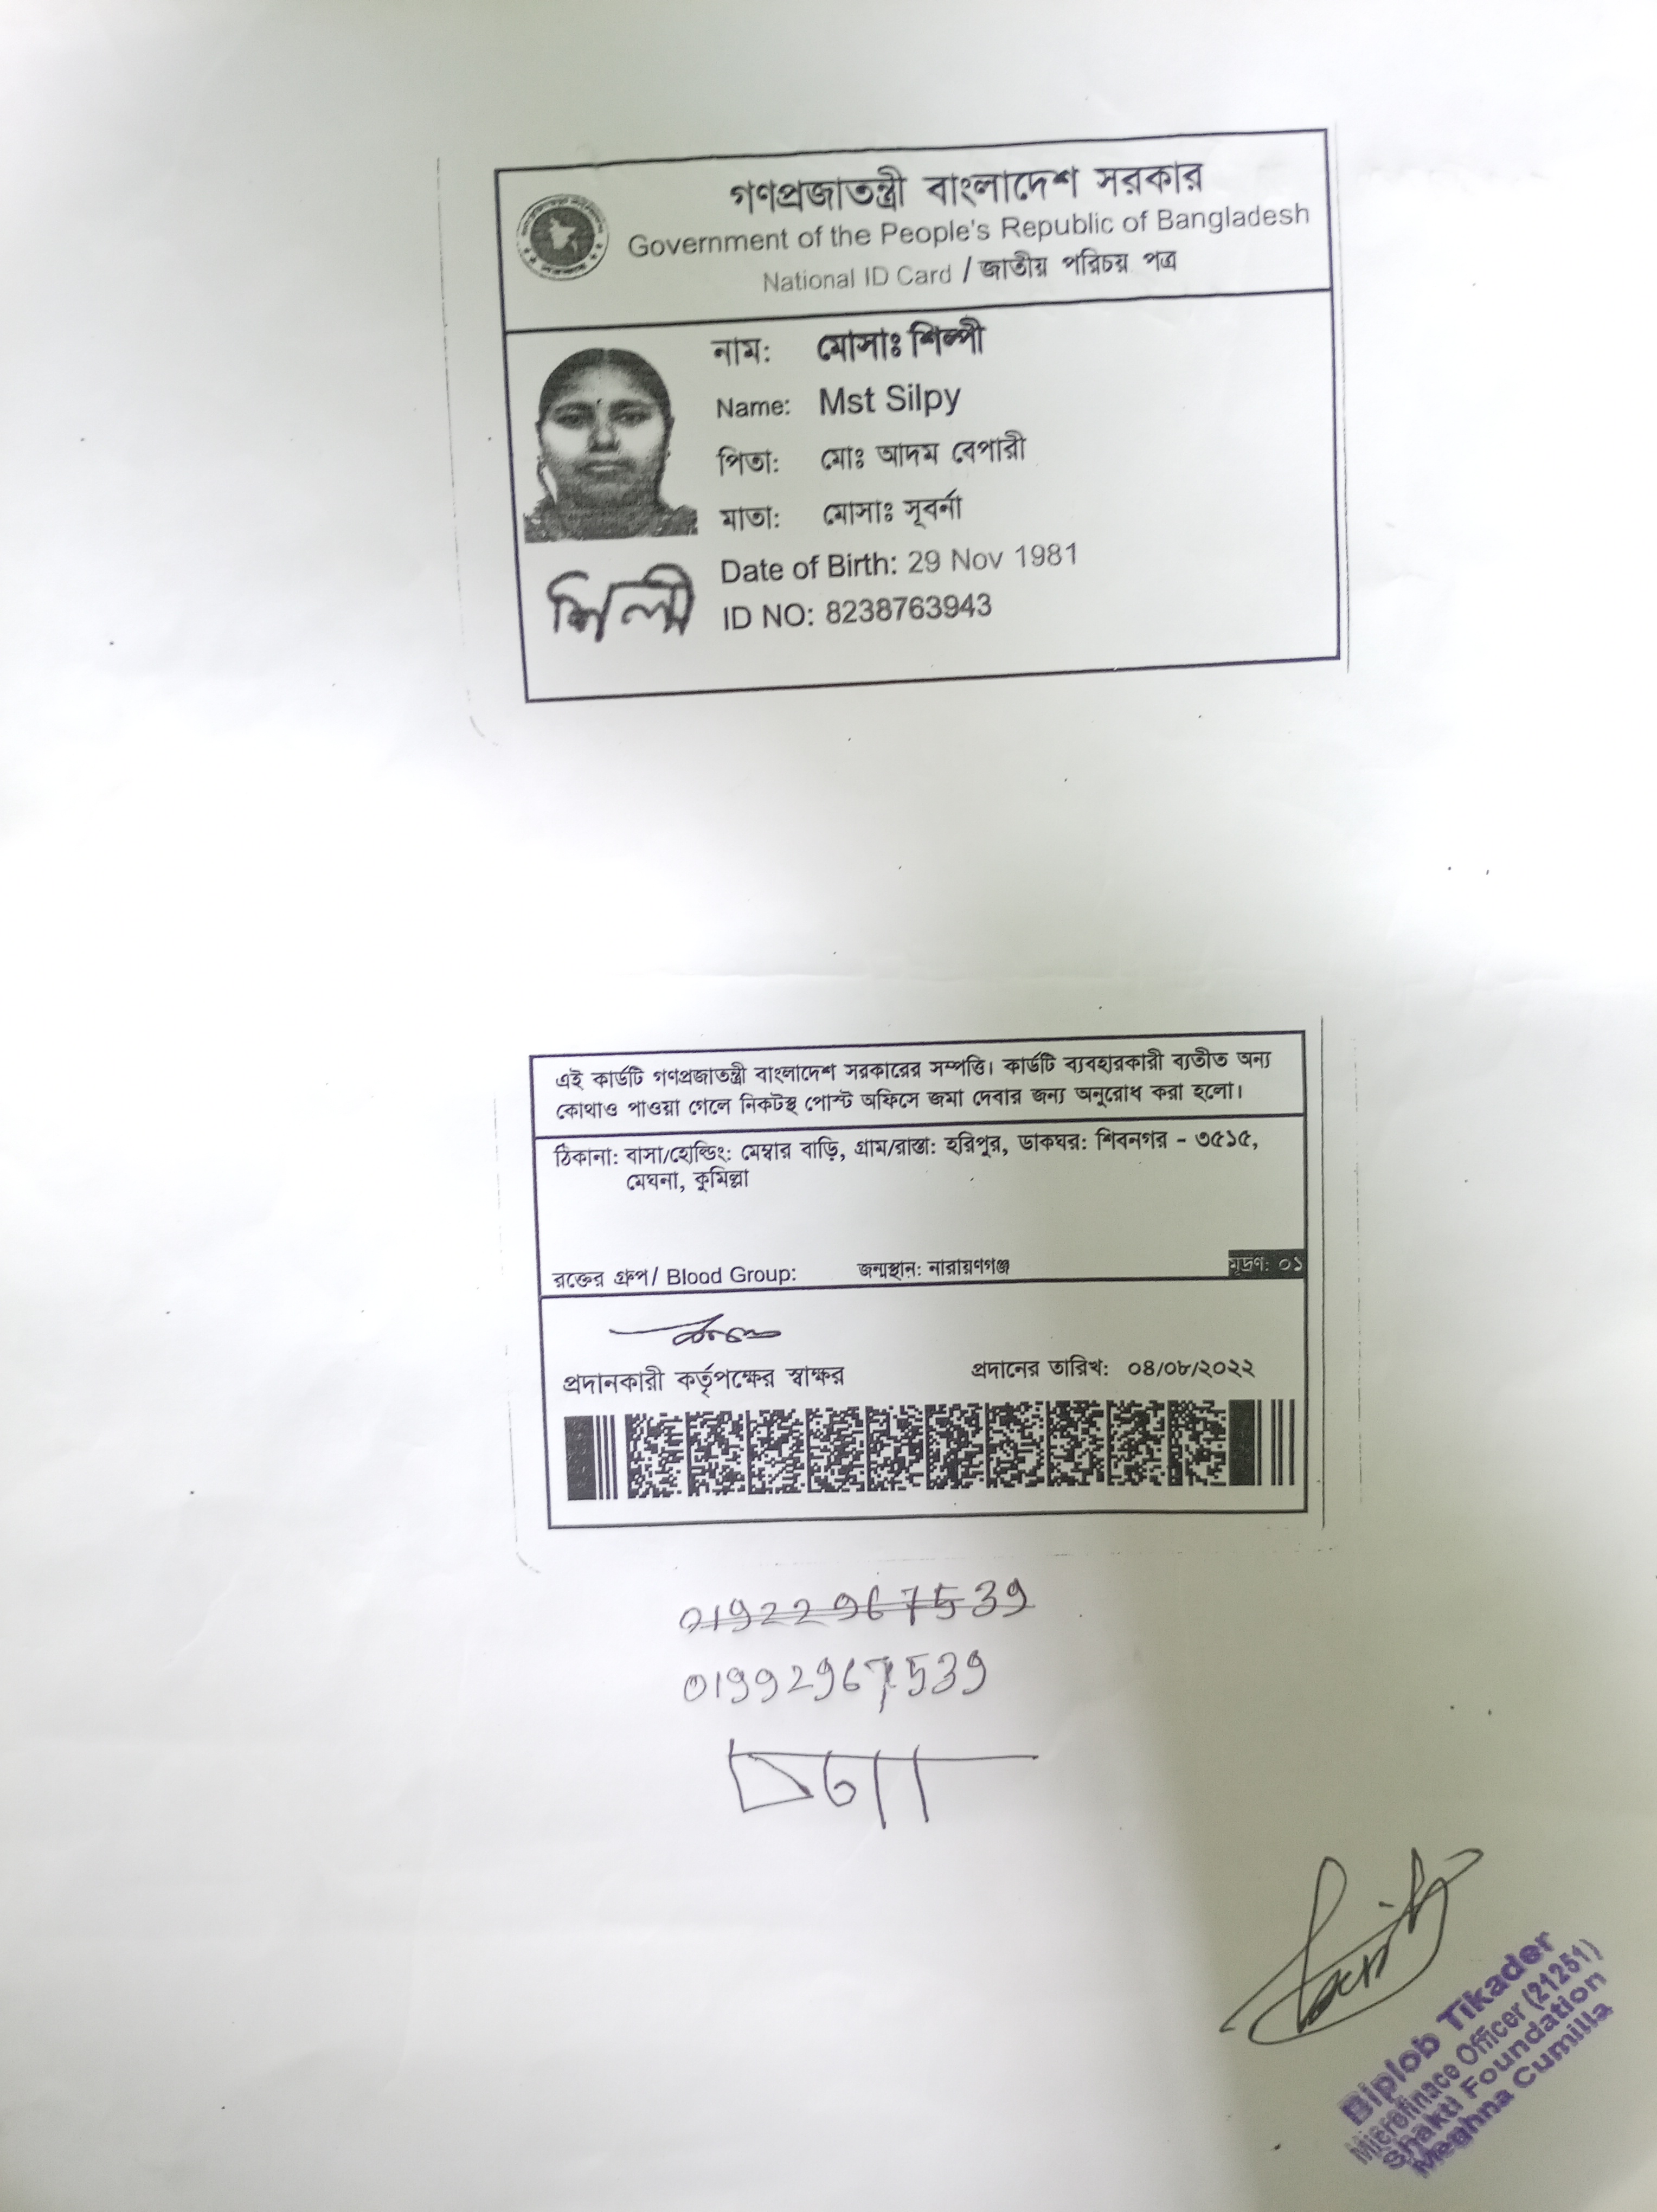 গণপ্রজাতন্ত্রী বাংলাদেশ সরকার
Government of the People's Republic of Bangladesh
National ID Card / জাতীয় পরিচয় পত্র
নাম: মোসাঃ শিল্পী
Name: Mst Silpy
পিতা: মোঃ আদম বেপারী
মাতা: মোসাঃ সূবর্না
Date of Birth: 29 Nov 1981
শিল্পী
ID NO: 8238763943
এই কার্ডটি গণপ্রজাতন্ত্রী বাংলাদেশ সরকারের সম্পত্তি। কার্ডটি ব্যবহারকারী ব্যতীত অন্য
কোথাও পাওয়া গেলে নিকটস্থ পোস্ট অফিসে জমা দেবার জন্য অনুরোধ করা হলো।
ঠিকানা: বাসা/হোল্ডিং: মেম্বার বাড়ি, গ্রাম/রাস্তা: হরিপুর, ডাকঘর: শিবনগর - ৩৫১৫,
মেঘনা, কুমিল্লা
রক্তের গ্রুপ/ Blood Group: জন্মস্থান: নারায়ণগঞ্জ মুদ্রণ: ০১
প্রদানকারী কর্তৃপক্ষের স্বাক্ষর প্রদানের তারিখ: ০৪/০৮/২০২২
01922967539
01992967539
Biplob Tikader
Microfinace Officer (21251)
Shakti Foundation
Meghna Cumilla